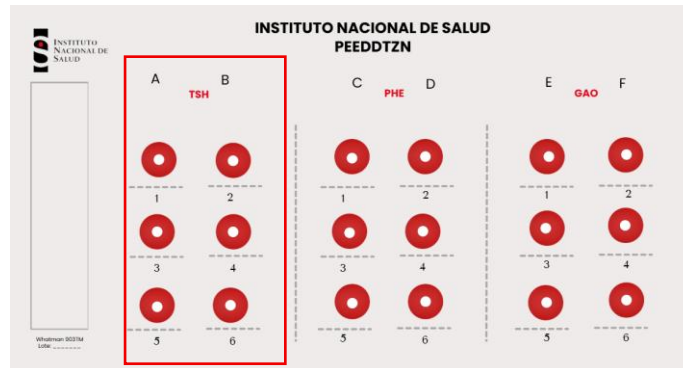 INSTITUTO NACIONAL DE SALUD
PEEDDTZN
INSTITUTO
NACIONAL DE
SALUD
A B C D E F
TSH PHE GAO
1 2 1 2 1 2
3 4 3 4 3 4
5 6 5 6 5 6
Whatman 903TM
Lote: _______